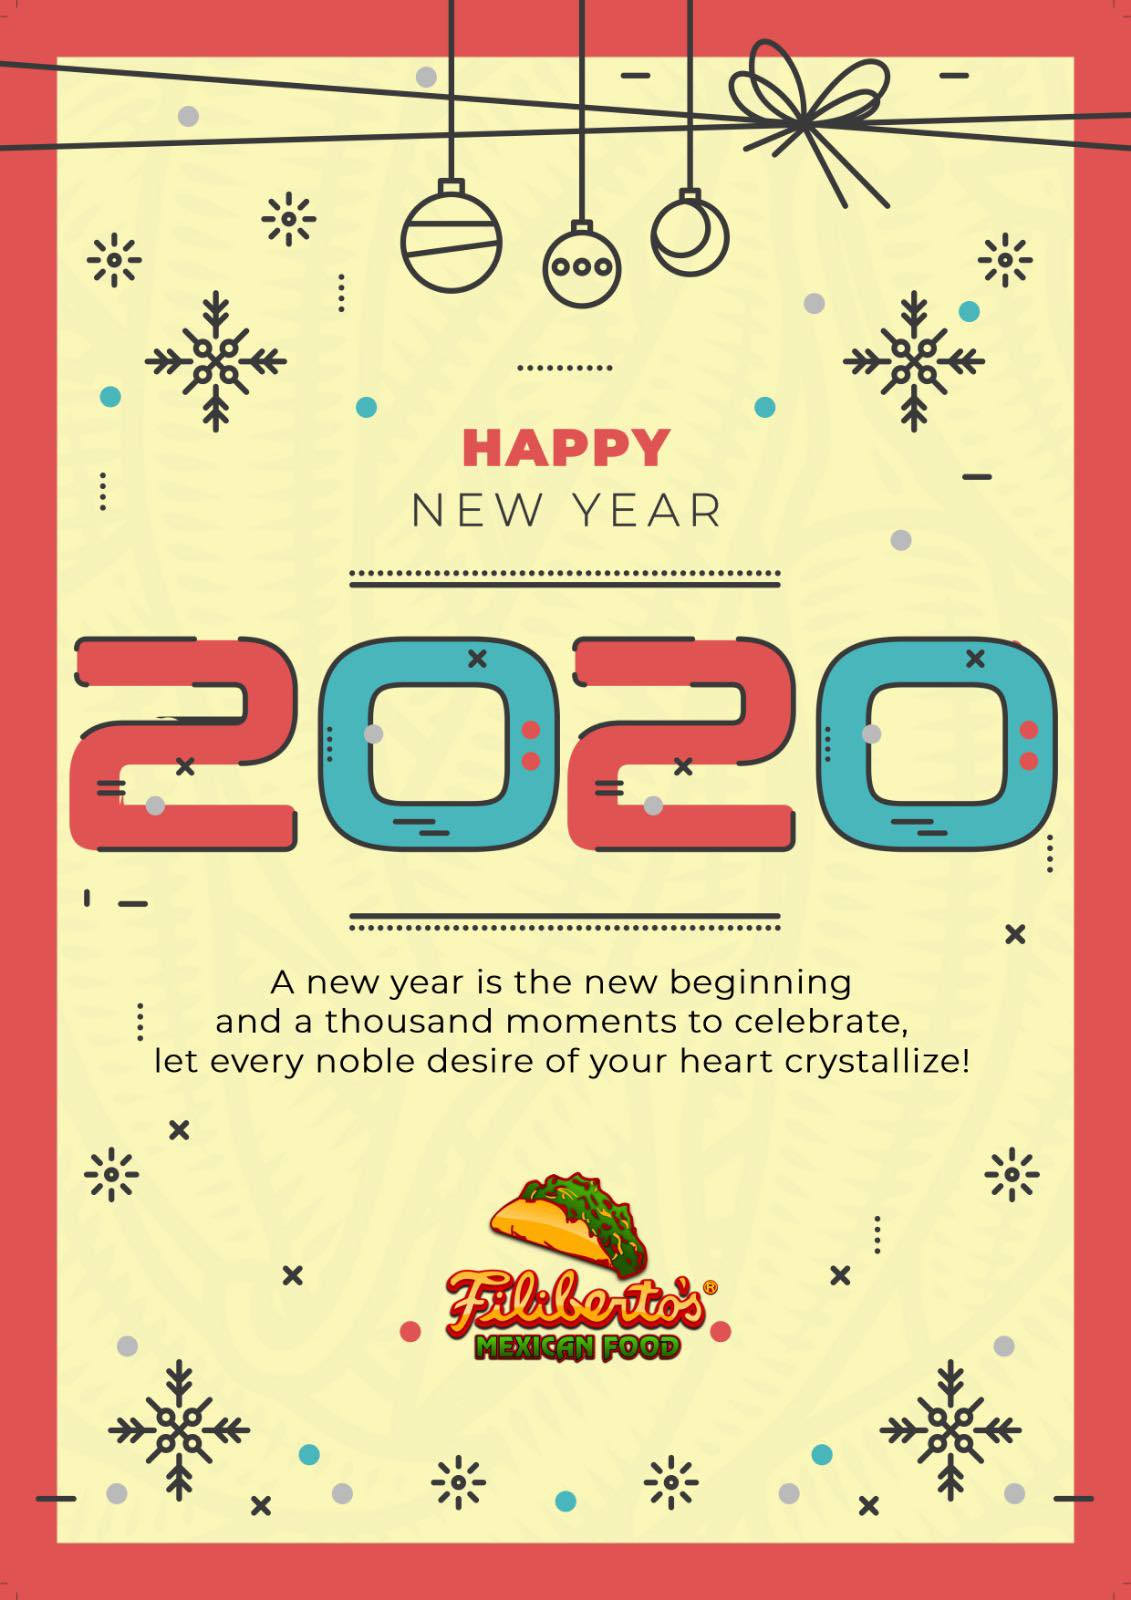 HAPPY
NEW YEAR
2020
A new year is the new beginning
and a thousand moments to celebrate,
let every noble desire of your heart crystallize!
Filiberto's®
MEXICAN FOOD